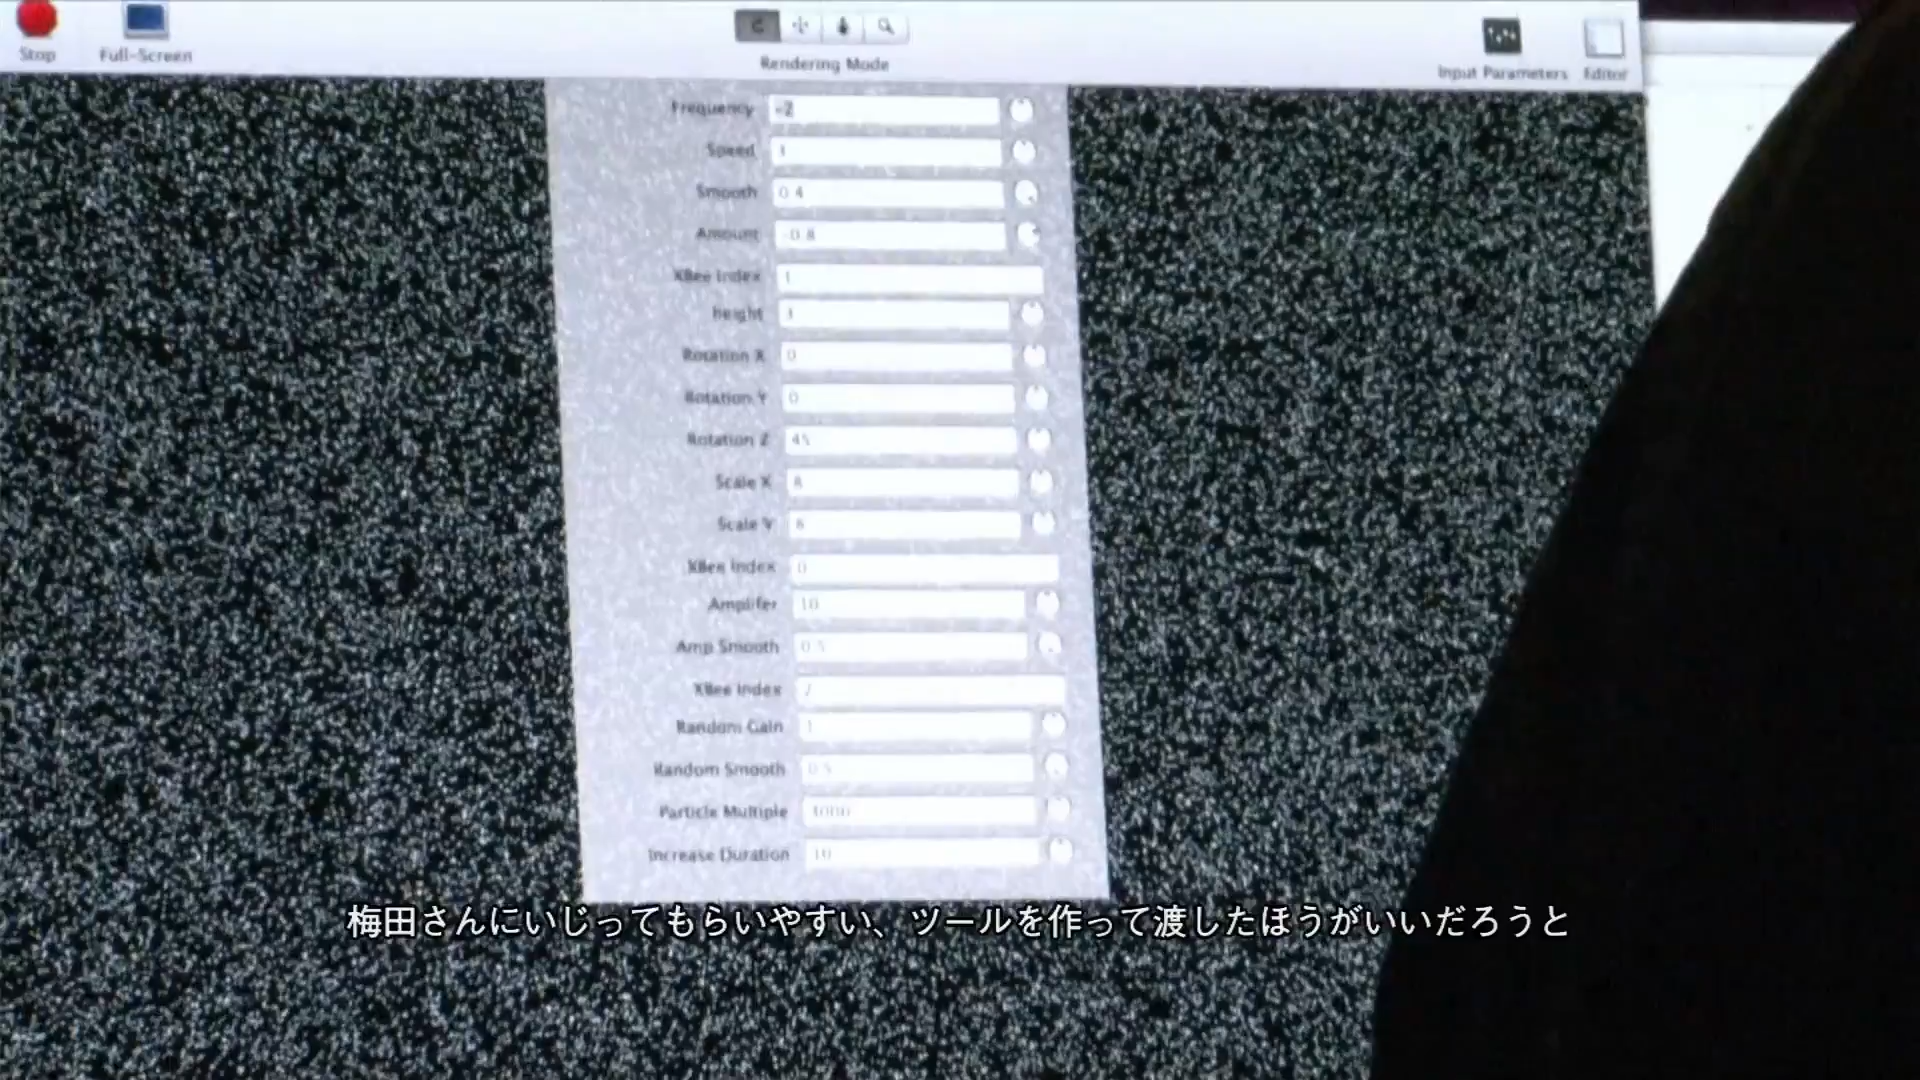 Stop
Full-Screen
Rendering Mode
Input Parameters
Editor
Frequency -2
Speed
Smooth 0.4
Amount -0.8
XBee Index 1
height
Rotation X 0
Rotation Y 0
Rotation Z 45
Scale X 8
Scale Y 8
XBee Index 0
Amplifer 10
Amp Smooth 0.5
XBee Index
Random Gain
Random Smooth 0.5
Particle Multiple
Increase Duration 10
梅田さんにいじってもらいやすい、ツールを作って渡したほうがいいだろうと